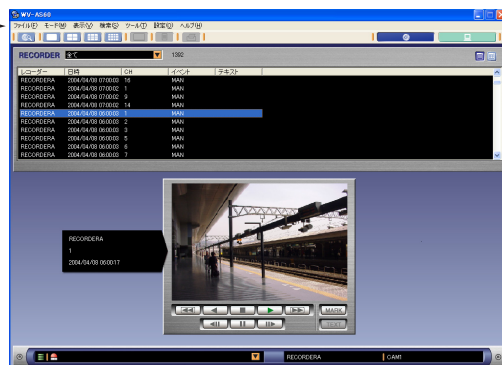 WV-AS60
ファイル(F) モード(M) 表示(V) 検索(S) ツール(T) 設定(O) ヘルプ(H)
RECORDER 全て 1392
レコーダー 日時 CH イベント テキスト
RECORDERA 2004/04/08 07:00:03 16 MAN
RECORDERA 2004/04/08 07:00:02 1 MAN
RECORDERA 2004/04/08 07:00:02 9 MAN
RECORDERA 2004/04/08 07:00:02 14 MAN
RECORDERA 2004/04/08 06:00:03 1 MAN
RECORDERA 2004/04/08 06:00:03 2 MAN
RECORDERA 2004/04/08 06:00:03 3 MAN
RECORDERA 2004/04/08 06:00:03 5 MAN
RECORDERA 2004/04/08 06:00:03 6 MAN
RECORDERA 2004/04/08 06:00:03 7 MAN
RECORDERA
1
2004/04/08 06:00:17
MARK
TEXT
RECORDERA CAM1